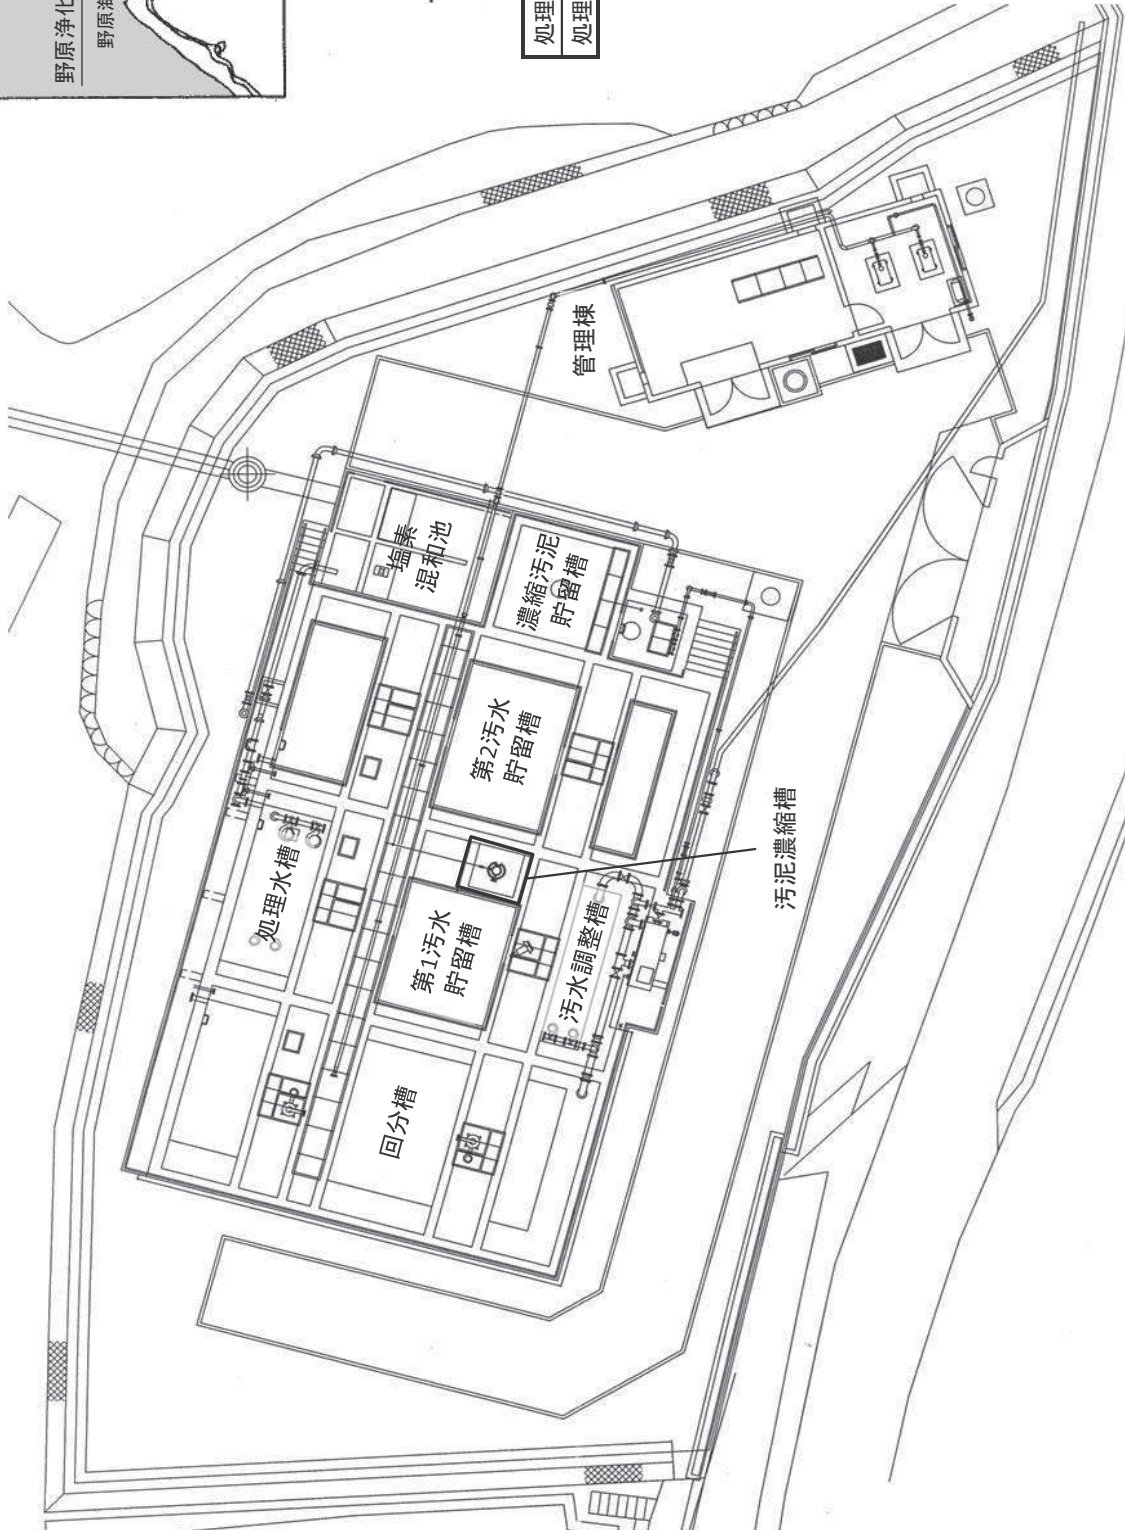 野原浄化
野原海
処理
処理
管理棟
塩素
混和池
濃縮汚泥
貯留槽
第2汚水
貯留槽
処理水槽
第1汚水
貯留槽
汚水調整槽
汚泥濃縮槽
回分槽